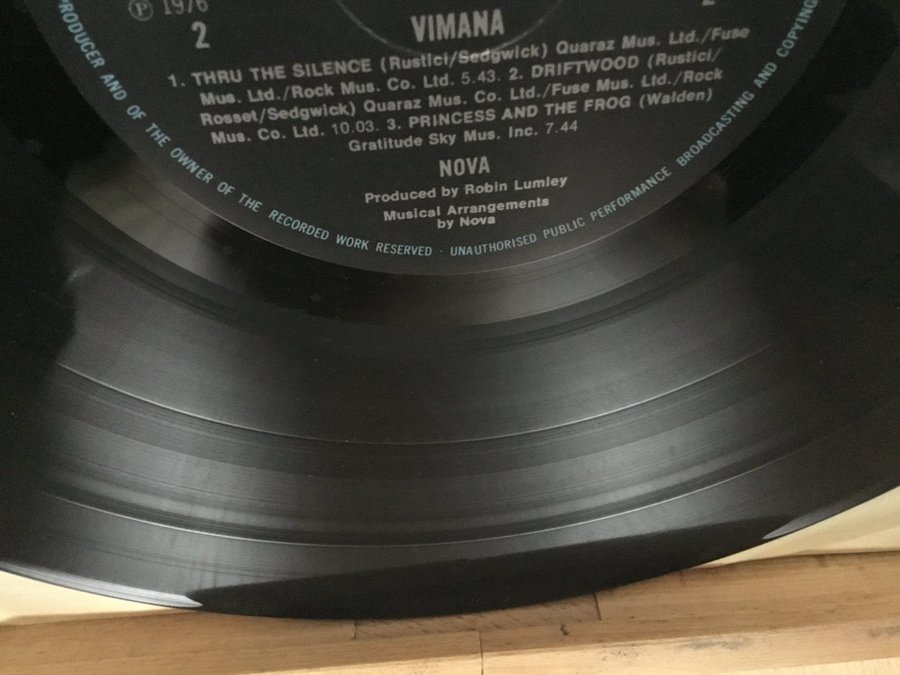 ℗ 1976
2
VIMANA
1. THRU THE SILENCE (Rustici/Sedgwick) Quaraz Mus. Ltd./Fuse
Mus. Ltd./Rock Mus. Co. Ltd. 5.43. 2. DRIFTWOOD (Rustici/
Rosset/Sedgwick) Quaraz Mus. Co. Ltd./Fuse Mus. Ltd./Rock
Mus. Co. Ltd. 10.03. 3. PRINCESS AND THE FROG (Walden)
Gratitude Sky Mus. Inc. 7.44
NOVA
Produced by Robin Lumley
Musical Arrangements
by Nova
PRODUCER AND OF THE OWNER OF THE RECORDED WORK RESERVED · UNAUTHORISED PUBLIC PERFORMANCE BROADCASTING AND COPYING